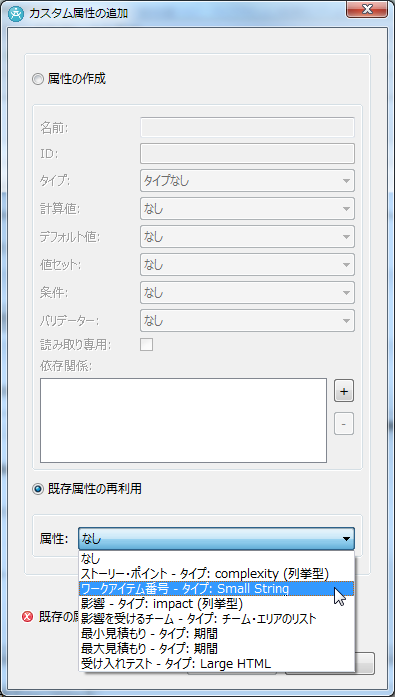 カスタム属性の追加
属性の作成
名前:
ID:
タイプ: タイプなし
計算値: なし
デフォルト値: なし
値セット: なし
条件: なし
バリデーター: なし
読み取り専用:
依存関係:
+
-
既存属性の再利用
属性: なし
なし
ストーリー・ポイント - タイプ: complexity (列挙型)
ワークアイテム番号 - タイプ: Small String
影響 - タイプ: impact (列挙型)
影響を受けるチーム - タイプ: チーム・エリアのリスト
既存の
最小見積もり - タイプ: 期間
最大見積もり - タイプ: 期間
受け入れテスト - タイプ: Large HTML